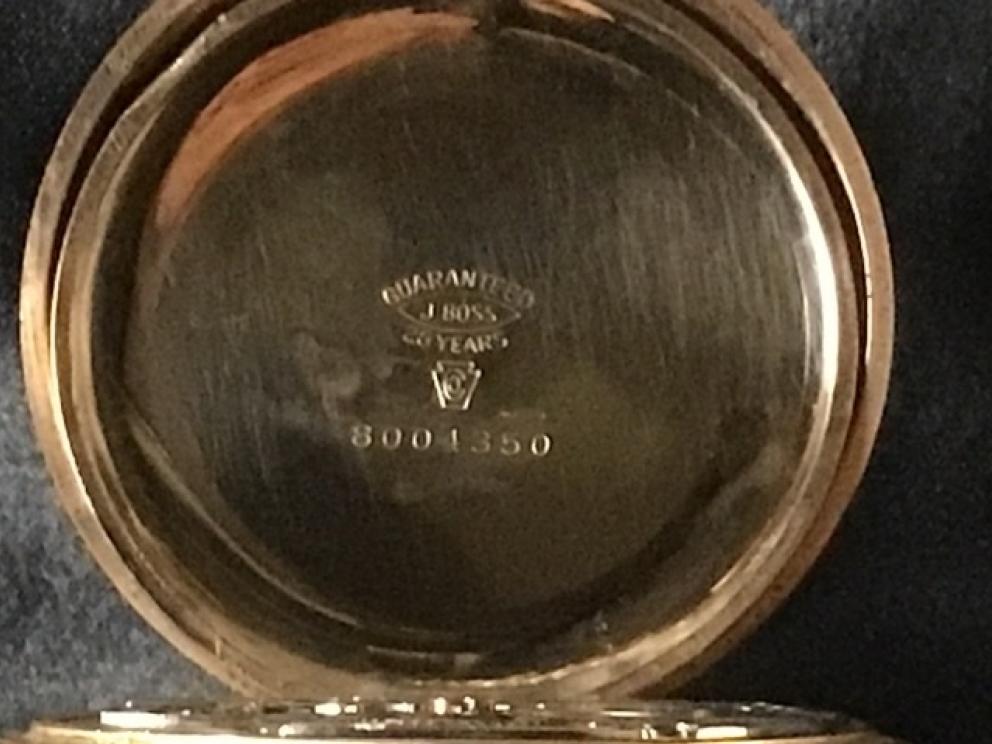 GUARANTEED
J BOSS
20 YEARS
C
8004350